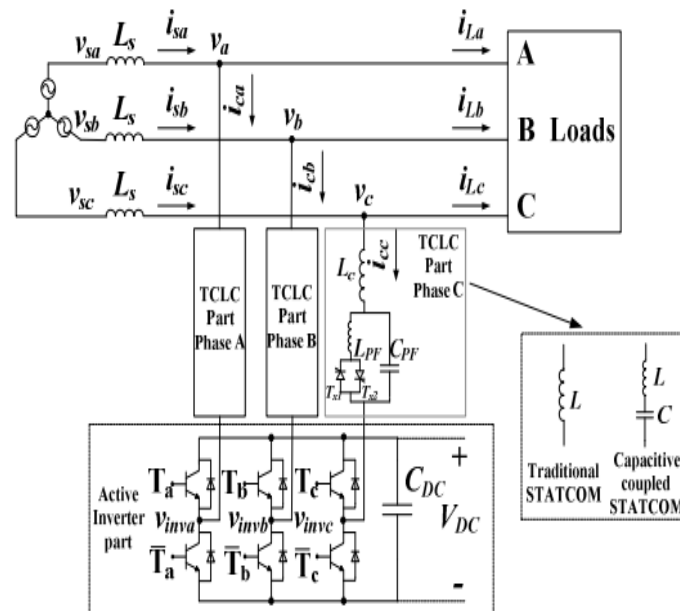 v_sa L_s i_sa v_a i_La A
i_ca
v_sb L_s i_sb v_b i_Lb B Loads
i_cb
v_sc L_s i_sc v_c i_Lc C
TCLC
Part
Phase A
TCLC
Part
Phase B
L_c i_cc
TCLC
Part
Phase C
L_PF C_PF
T_x1 T_x2
L
Traditional
STATCOM
L
C
Capacitive
coupled
STATCOM
Active
Inverter
part
T_a T_b T_c
v_inva v_invb v_invc
T̅_a T̅_b T̅_c
C_DC
+
V_DC
-